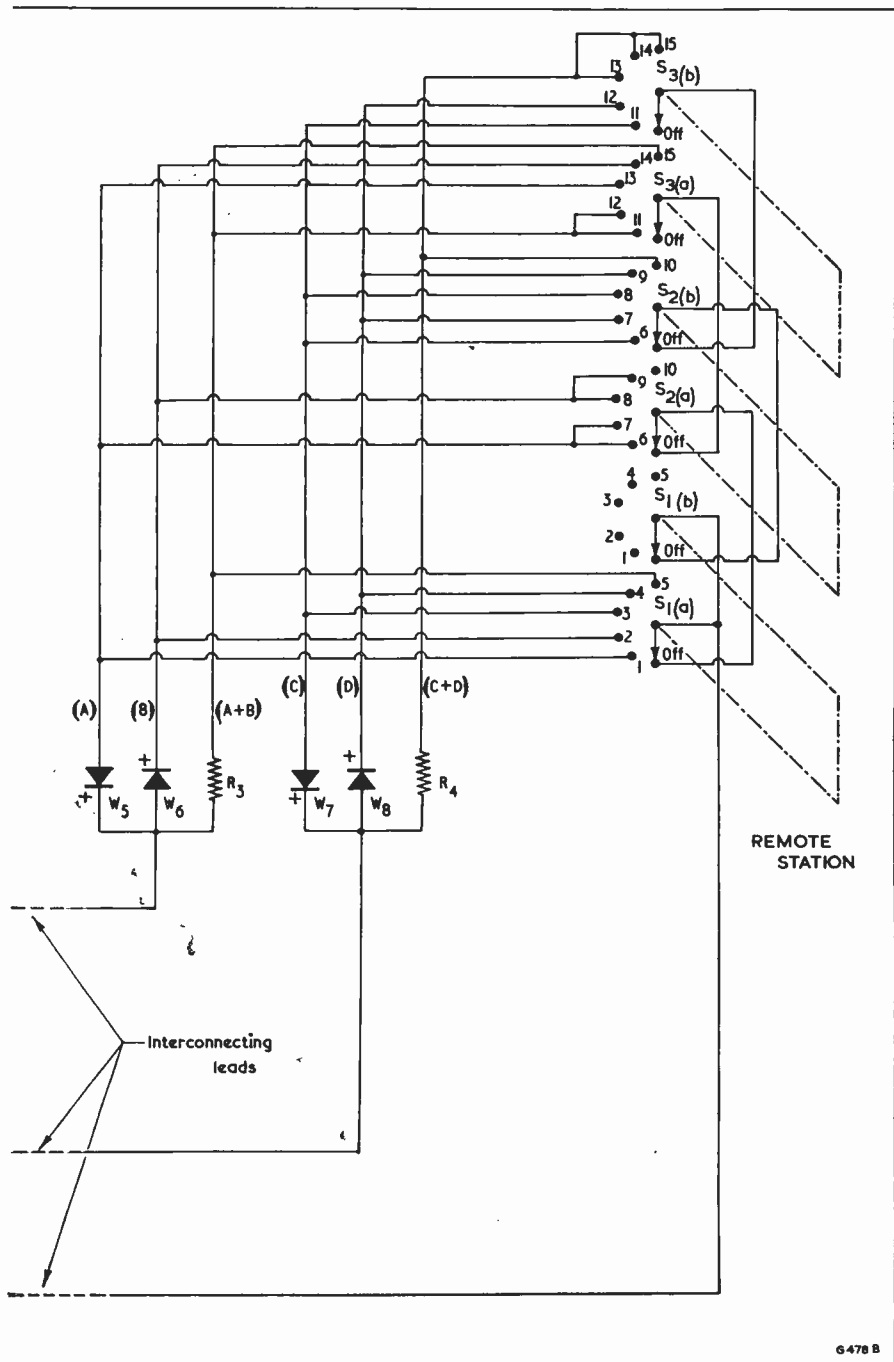 15
14
S3(b)
13
12
11
Off
15
14
13
S3(a)
12
11
Off
10
9
S2(b)
8
7
6
Off
10
9
S2(a)
8
7
6
Off
5
4
3
S1(b)
2
1
Off
5
4
S1(a)
3
2
1
Off
(A) (B) (A+B) (C) (D) (C+D)
+ W5 + W6 R3 + W7 + W8 R4
REMOTE
STATION
Interconnecting
leads
G478 B